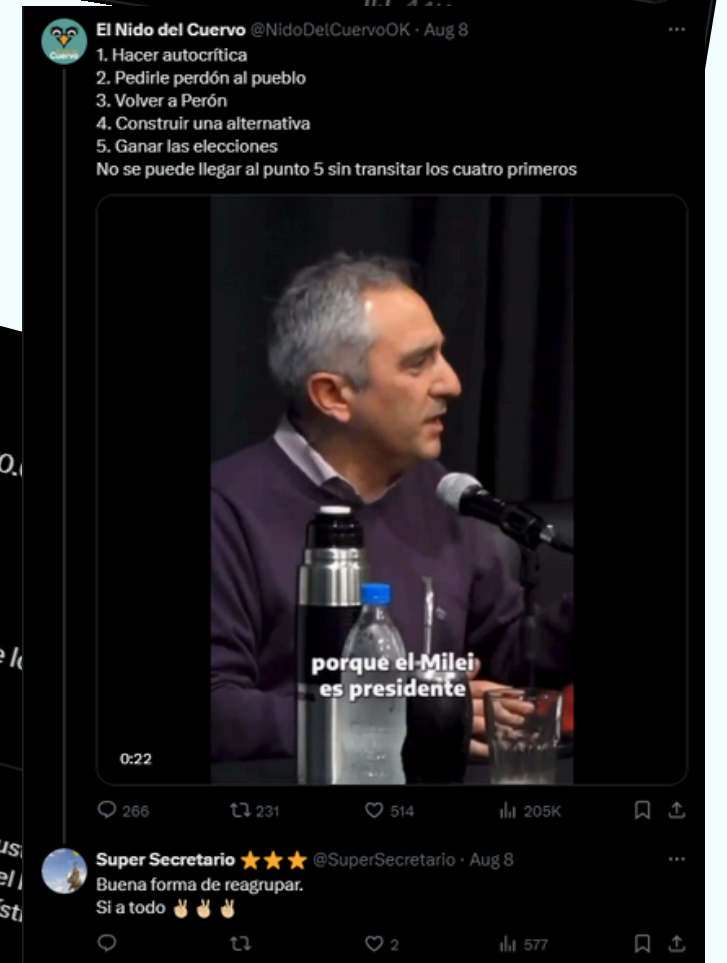 El Nido del Cuervo @NidoDelCuervoOK · Aug 8
1. Hacer autocrítica
2. Pedirle perdón al pueblo
3. Volver a Perón
4. Construir una alternativa
5. Ganar las elecciones
No se puede llegar al punto 5 sin transitar los cuatro primeros
porque el Milei
es presidente
0:22
266 231 514 205K
Super Secretario ⭐⭐⭐ @SuperSecretario · Aug 8
Buena forma de reagrupar.
Si a todo ✌🏻 ✌🏻 ✌🏻
2 577